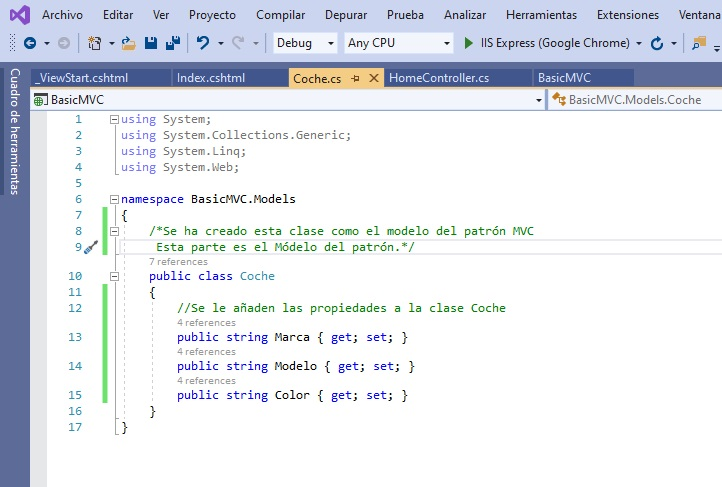 Archivo Editar Ver Proyecto Compilar Depurar Prueba Analizar Herramientas Extensiones Ventana
Debug Any CPU IIS Express (Google Chrome)
Cuadro de herramientas
_ViewStart.cshtml Index.cshtml Coche.cs HomeController.cs BasicMVC
BasicMVC BasicMVC.Models.Coche
1 using System;
2 using System.Collections.Generic;
3 using System.Linq;
4 using System.Web;
5
6 namespace BasicMVC.Models
7 {
8 /*Se ha creado esta clase como el modelo del patrón MVC
9 Esta parte es el Módelo del patrón.*/
7 references
10 public class Coche
11 {
12 //Se le añaden las propiedades a la clase Coche
4 references
13 public string Marca { get; set; }
4 references
14 public string Modelo { get; set; }
4 references
15 public string Color { get; set; }
16 }
17 }